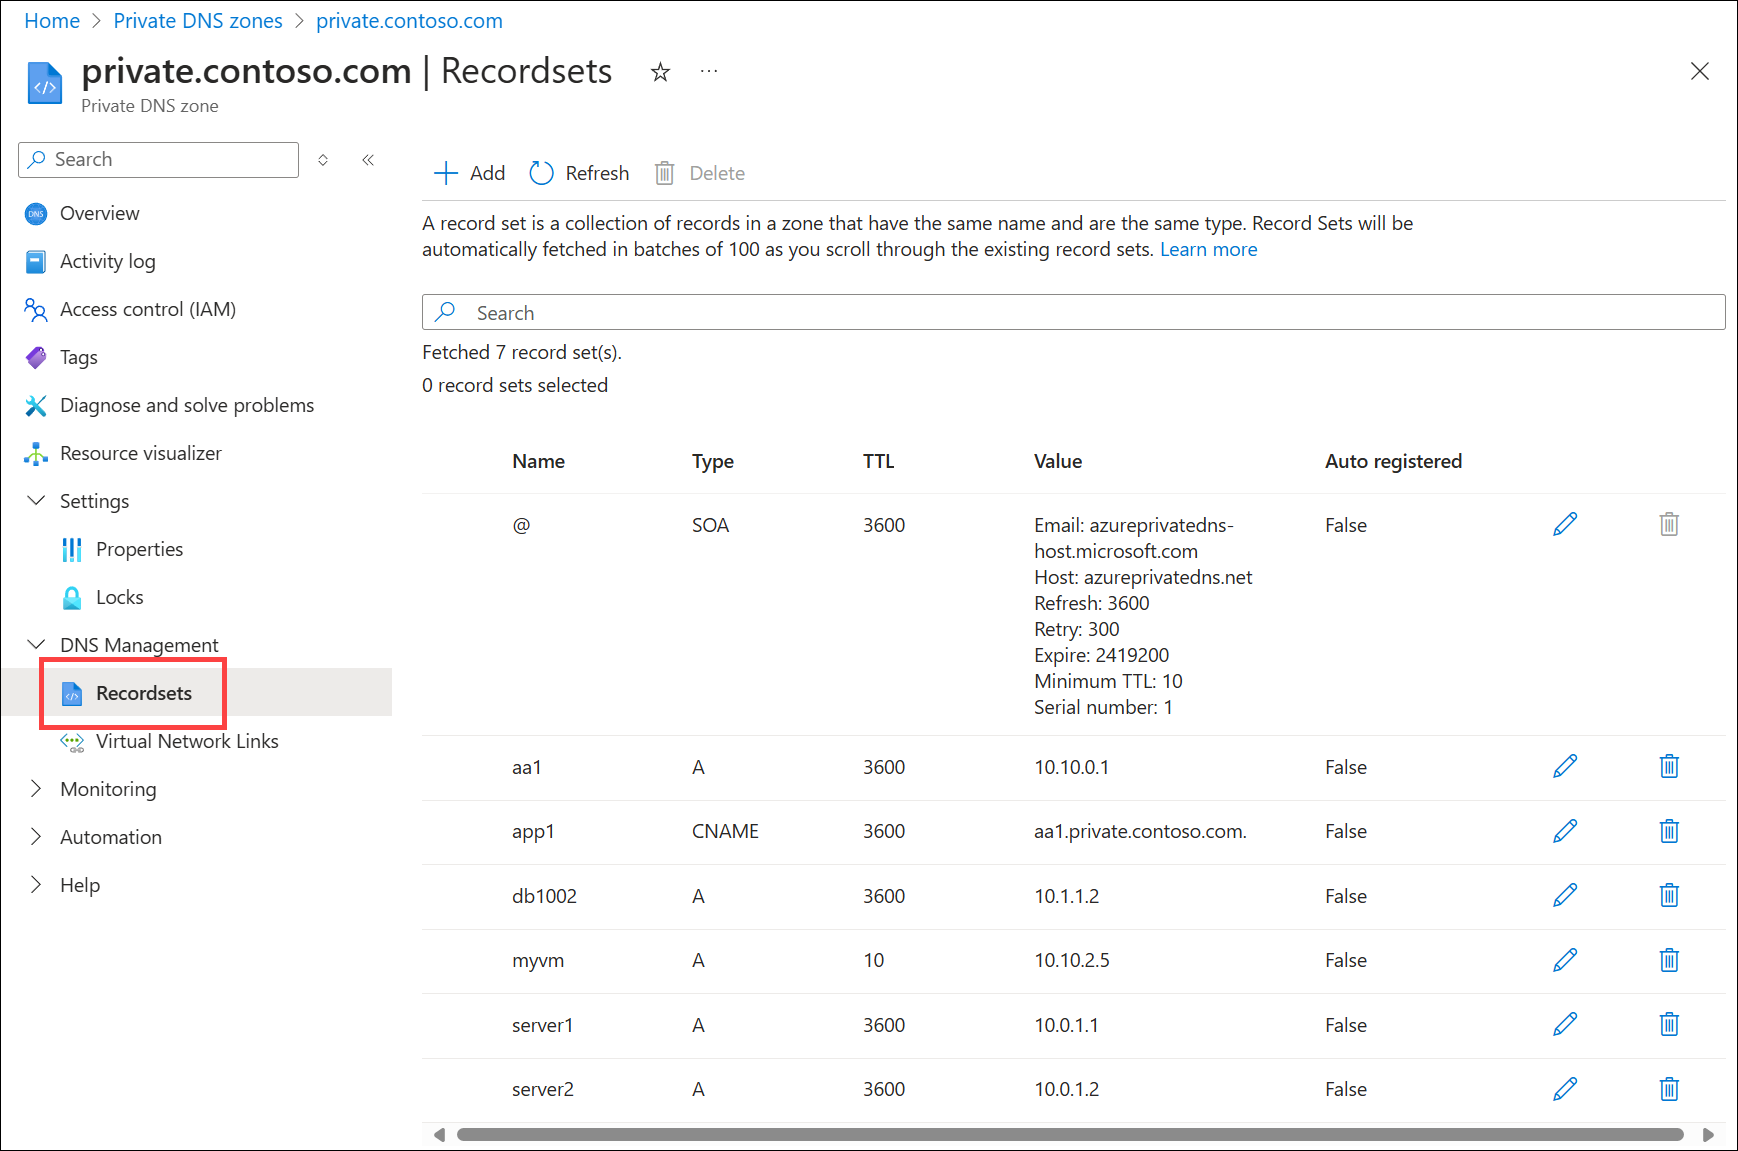 Home > Private DNS zones > private.contoso.com
private.contoso.com | Recordsets
Private DNS zone
Search
DNS
Overview
Activity log
Access control (IAM)
Tags
Diagnose and solve problems
Resource visualizer
Settings
Properties
Locks
DNS Management
Recordsets
Virtual Network Links
Monitoring
Automation
Help
Add Refresh Delete
A record set is a collection of records in a zone that have the same name and are the same type. Record Sets will be
automatically fetched in batches of 100 as you scroll through the existing record sets. Learn more
Search
Fetched 7 record set(s).
0 record sets selected
Name Type TTL Value Auto registered
@ SOA 3600 Email: azureprivatedns- False
host.microsoft.com
Host: azureprivatedns.net
Refresh: 3600
Retry: 300
Expire: 2419200
Minimum TTL: 10
Serial number: 1
aa1 A 3600 10.10.0.1 False
app1 CNAME 3600 aa1.private.contoso.com. False
db1002 A 3600 10.1.1.2 False
myvm A 10 10.10.2.5 False
server1 A 3600 10.0.1.1 False
server2 A 3600 10.0.1.2 False